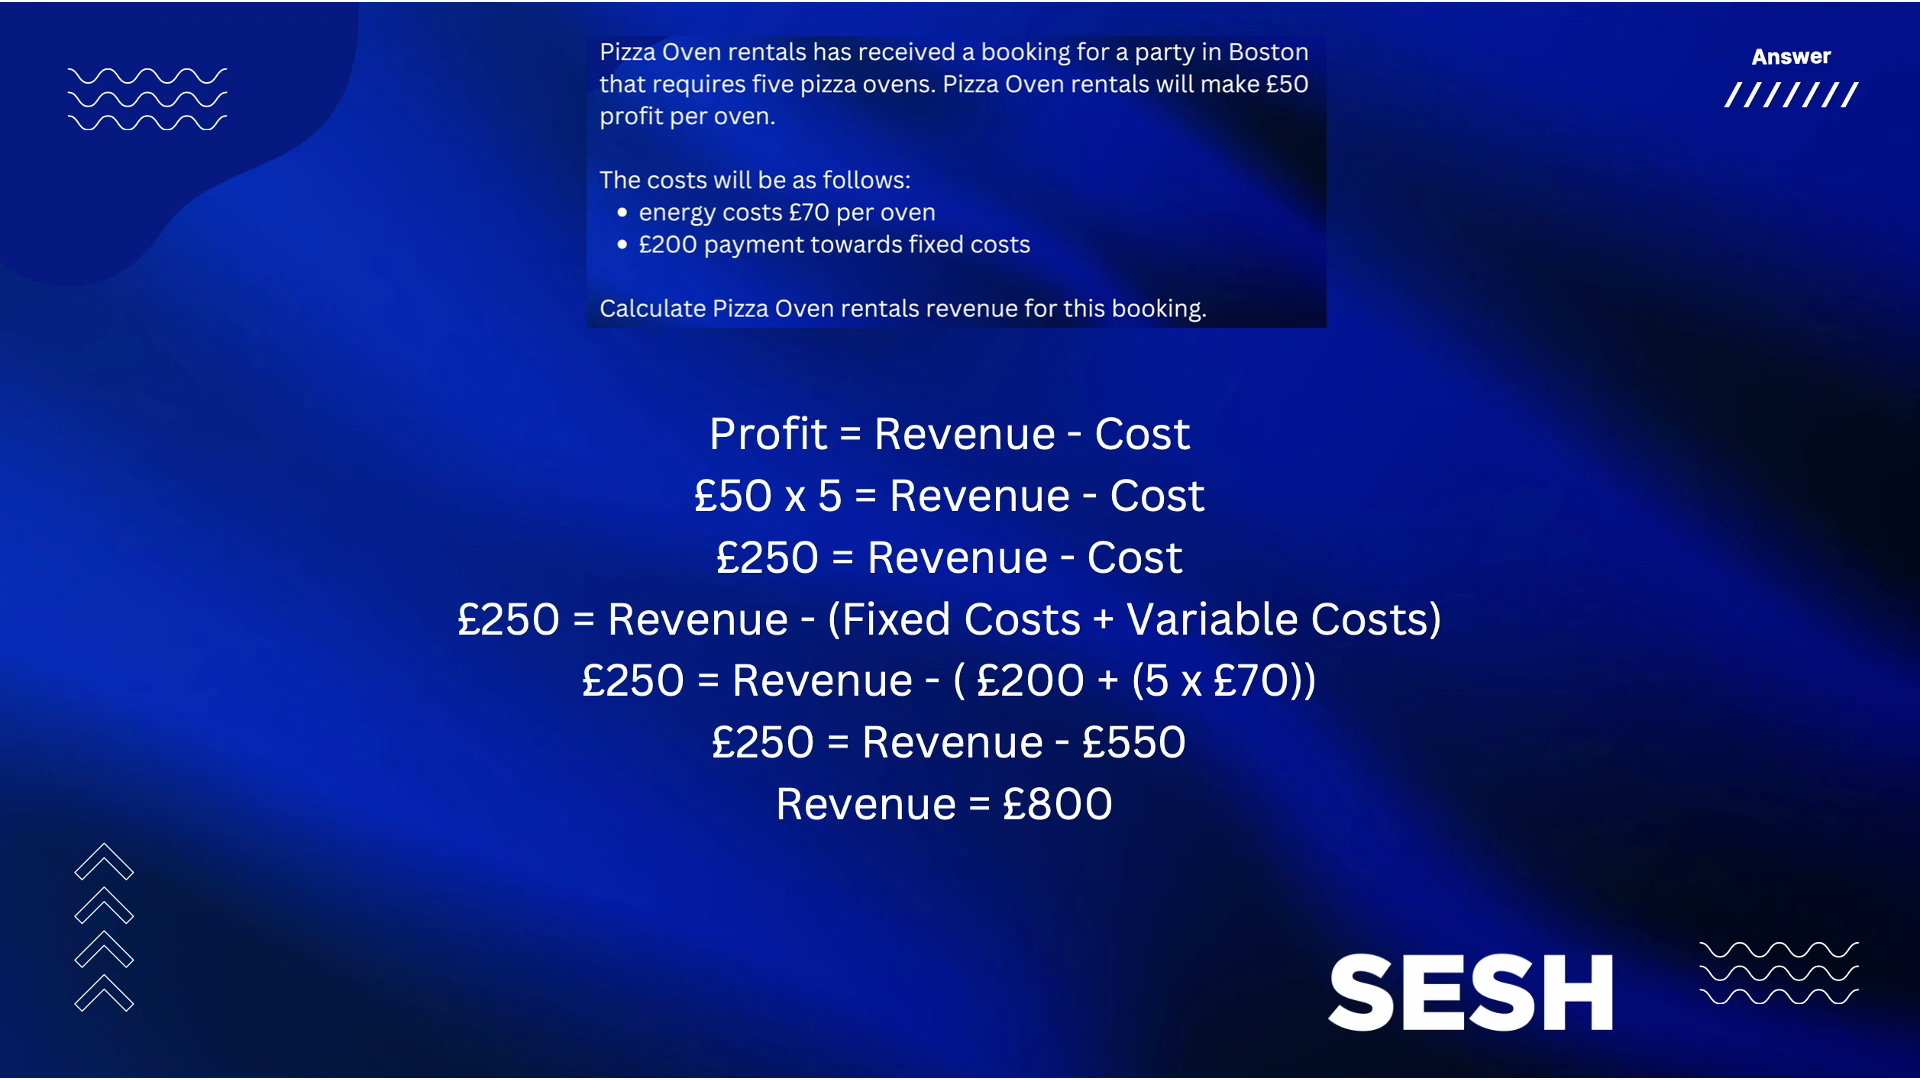 Pizza Oven rentals has received a booking for a party in Boston
that requires five pizza ovens. Pizza Oven rentals will make £50
profit per oven.
The costs will be as follows:
• energy costs £70 per oven
• £200 payment towards fixed costs
Calculate Pizza Oven rentals revenue for this booking.
Answer
Profit = Revenue - Cost
£50 x 5 = Revenue - Cost
£250 = Revenue - Cost
£250 = Revenue - (Fixed Costs + Variable Costs)
£250 = Revenue - ( £200 + (5 x £70))
£250 = Revenue - £550
Revenue = £800
SESH